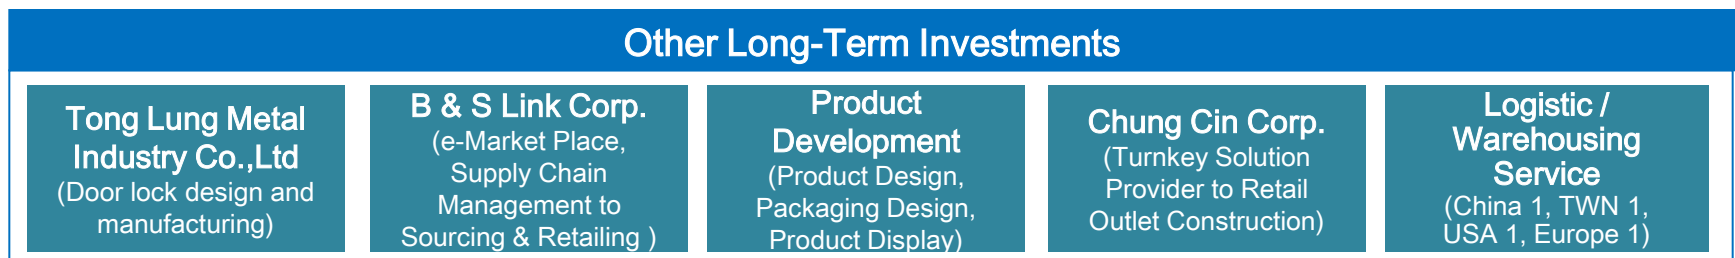 Other Long-Term Investments
Tong Lung Metal
Industry Co.,Ltd
(Door lock design and
manufacturing)
B & S Link Corp.
(e-Market Place,
Supply Chain
Management to
Sourcing & Retailing )
Product
Development
(Product Design,
Packaging Design,
Product Display)
Chung Cin Corp.
(Turnkey Solution
Provider to Retail
Outlet Construction)
Logistic /
Warehousing
Service
(China 1, TWN 1,
USA 1, Europe 1)